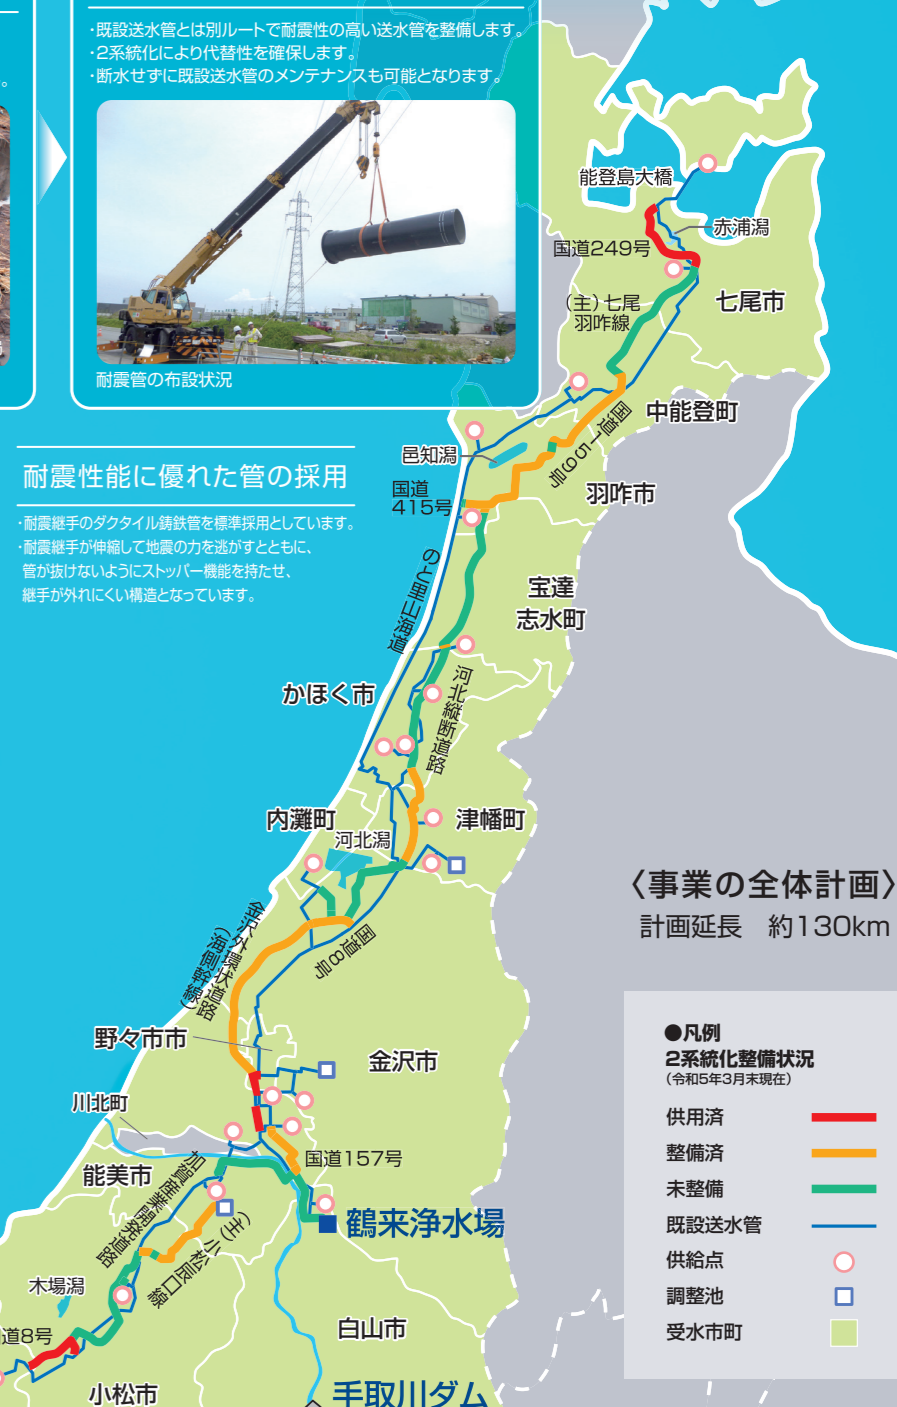 ・既設送水管とは別ルートで耐震性の高い送水管を整備します。
・2系統化により代替性を確保します。
・断水せずに既設送水管のメンテナンスも可能となります。
。
耐震管の布設状況
耐震性能に優れた管の採用
・耐震継手のダクタイル鋳鉄管を標準採用としています。
・耐震継手が伸縮して地震の力を逃がすとともに、
管が抜けないようにストッパー機能を持たせ、
継手が外れにくい構造となっています。
能登島大橋
赤浦潟
国道249号
七尾市
(主)七尾
羽咋線
中能登町
国道159号
邑知潟
羽咋市
国道
415号
のと里山海道
宝達
志水町
かほく市
河北縦断道路
内灘町
津幡町
河北潟
〈事業の全体計画〉
計画延長 約130km
金沢外環状道路
(海側幹線)
国道8号
野々市市
金沢市
川北町
国道157号
能美市
加賀産業開発道路
(主)小松辰口線
鶴来浄水場
木場潟
道8号
白山市
小松市
手取川ダム
●凡例
2系統化整備状況
(令和5年3月末現在)
供用済
整備済
未整備
既設送水管
供給点
調整池
受水市町